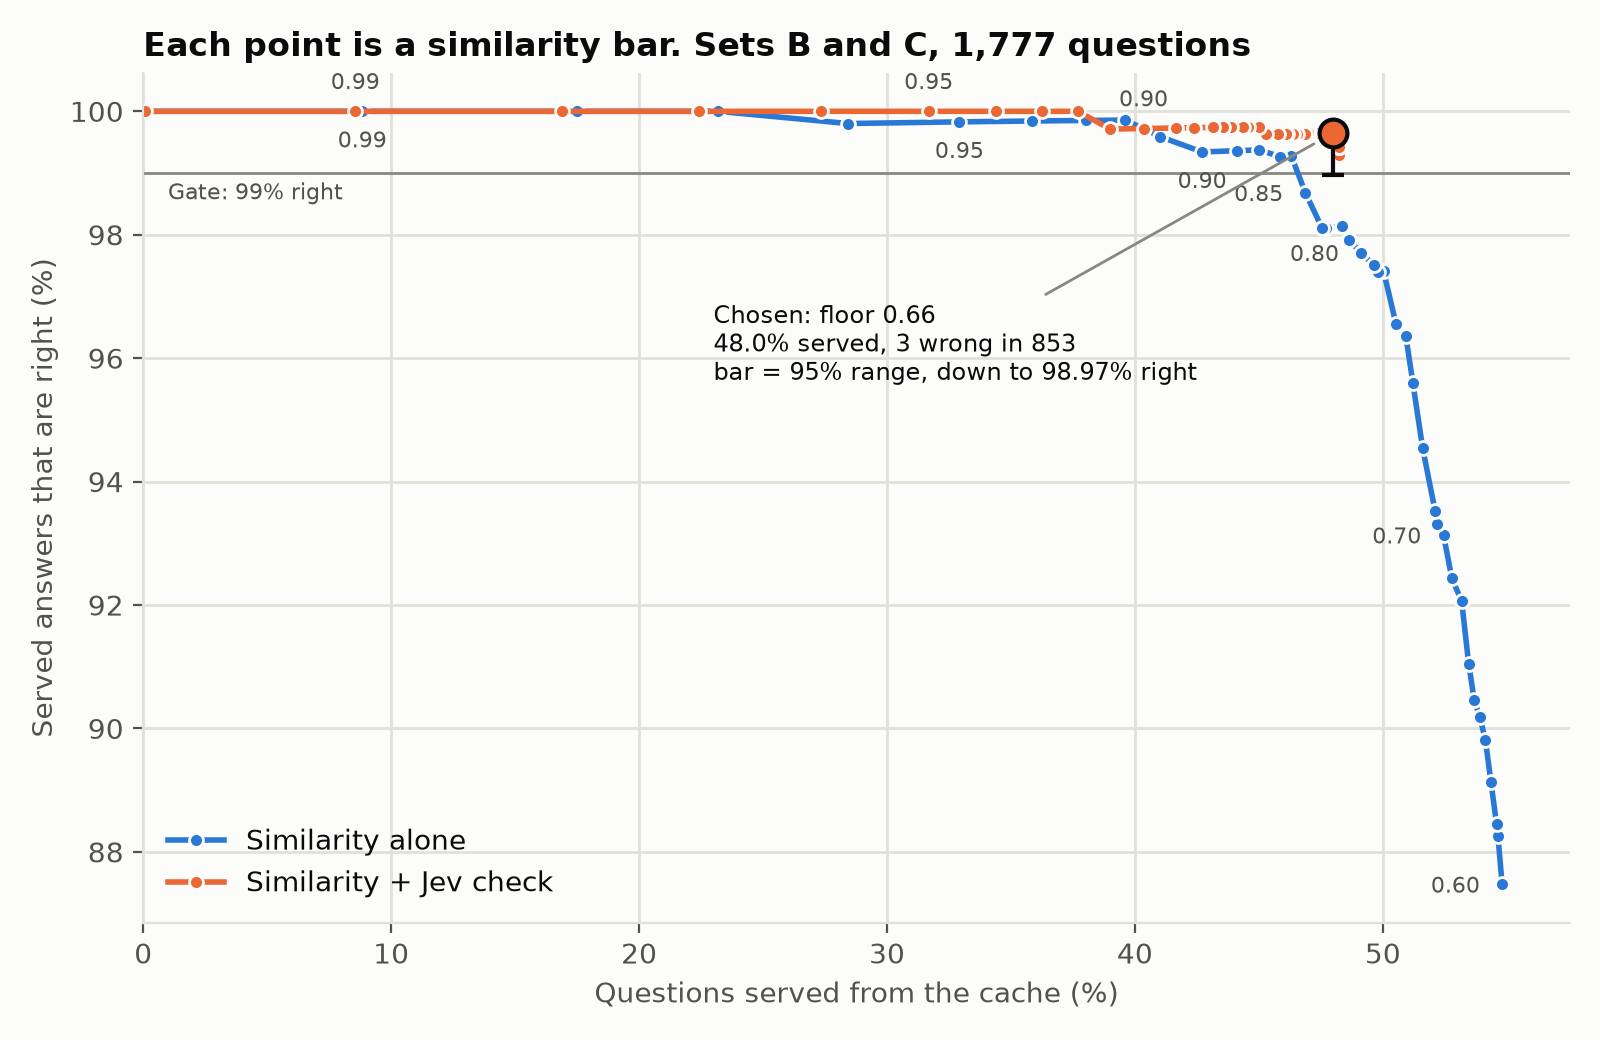 Each point is a similarity bar. Sets B and C, 1,777 questions
0.99
0.95
0.90
100
0.99
0.95
Gate: 99% right
0.90
0.85
98
0.80
Chosen: floor 0.66
48.0% served, 3 wrong in 853
96
bar = 95% range, down to 98.97% right
94
0.70
92
90
Similarity alone
88
Similarity + Jev check
0.60
0
10
20
30
40
50
Questions served from the cache (%)
Served answers that are right (%)